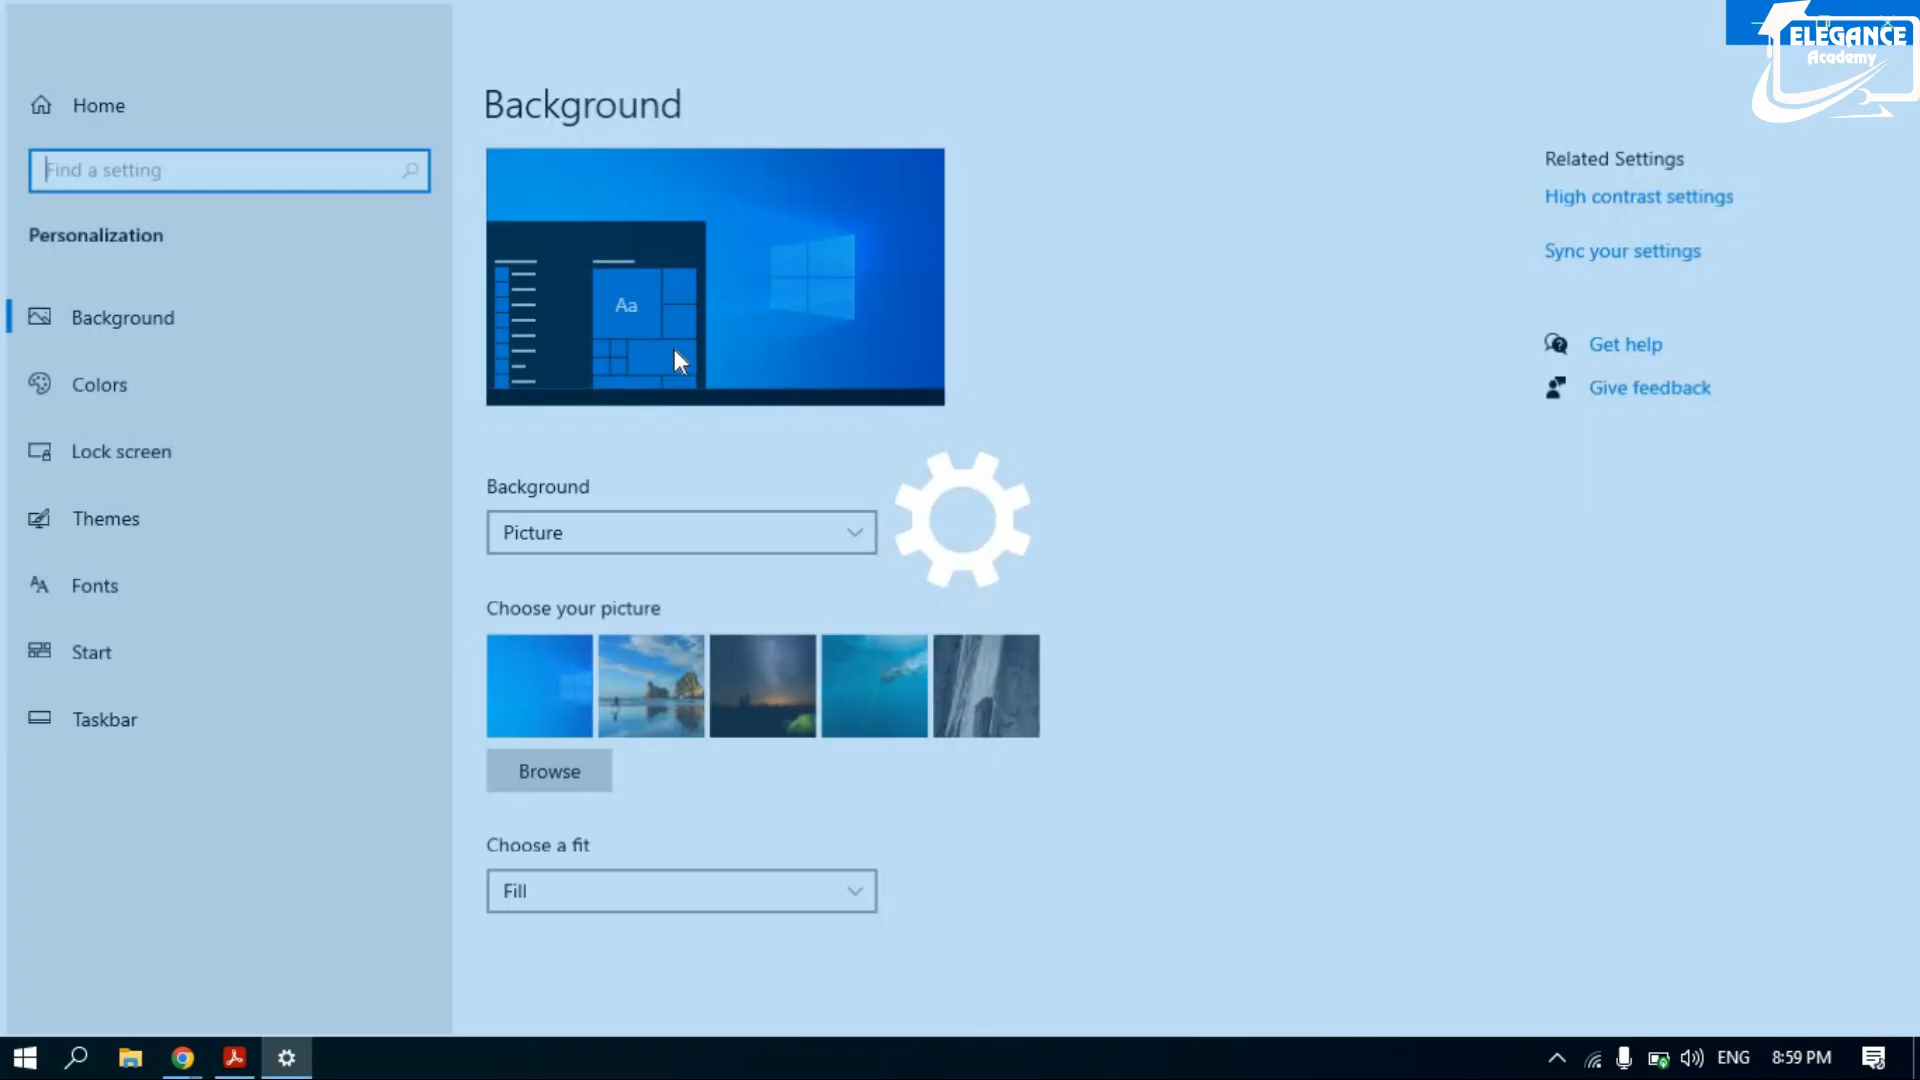 ELEGANCE
Academy
Home
Find a setting
Personalization
Background
Colors
Lock screen
Themes
Fonts
Start
Taskbar
Background
Aa
Background
Picture
Choose your picture
Browse
Choose a fit
Fill
Related Settings
High contrast settings
Sync your settings
Get help
Give feedback
ENG
8:59 PM